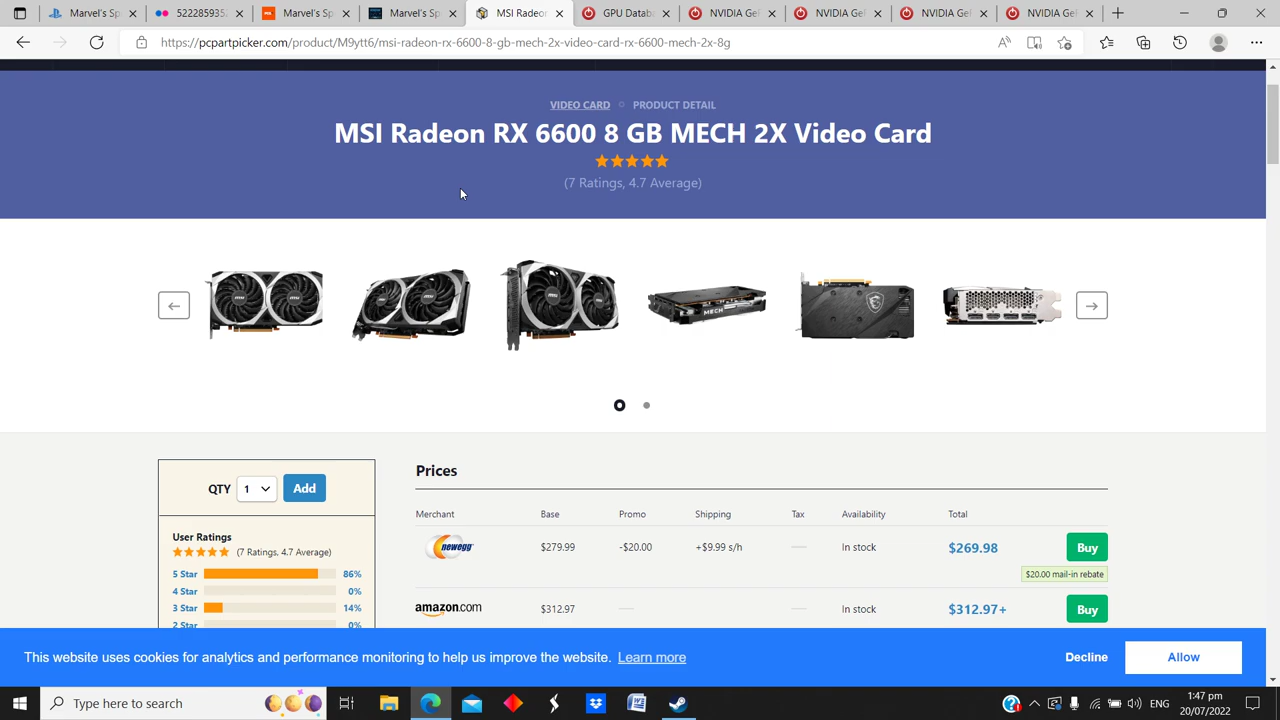 Marvel's Sp
5222859353
Marvel's Sp
Marvel's Sp
MSI Radeon
GPU Databa
NVIDIA GeF
NVIDIA GeF
NVIDIA GeF
NVIDIA GeF
https://pcpartpicker.com/product/M9ytt6/msi-radeon-rx-6600-8-gb-mech-2x-video-card-rx-6600-mech-2x-8g
VIDEO CARD PRODUCT DETAIL
MSI Radeon RX 6600 8 GB MECH 2X Video Card
(7 Ratings, 4.7 Average)
MECH
QTY 1 Add
Prices
Merchant Base Promo Shipping Tax Availability Total
newegg $279.99 -$20.00 +$9.99 s/h — In stock $269.98 Buy
$20.00 mail-in rebate
amazon.com $312.97 — — In stock $312.97+ Buy
User Ratings
(7 Ratings, 4.7 Average)
5 Star 86%
4 Star 0%
3 Star 14%
2 Star 0%
This website uses cookies for analytics and performance monitoring to help us improve the website. Learn more
Decline
Allow
Type here to search
ENG
1:47 pm
20/07/2022